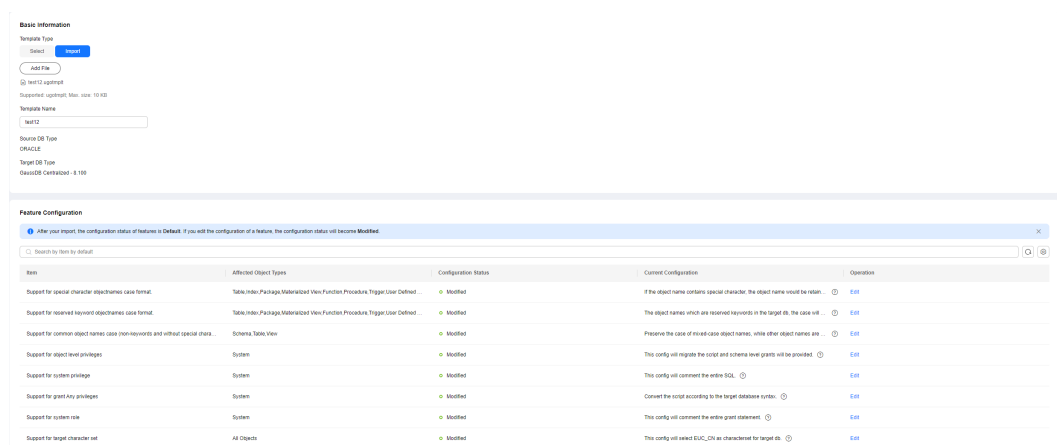 Basic Information
Template Type
Select Import
Add File
test12.ugotmplt
Supported: ugotmplt; Max. size: 10 KB.
Template Name
test12
Source DB Type
ORACLE
Target DB Type
GaussDB Centralized - 8.100
Feature Configuration
After your import, the configuration status of features is Default. If you edit the configuration of a feature, the configuration status will become Modified.
Search by item by default
Item Affected Object Types Configuration Status Current Configuration Operation
Support for special character objectnames case format. Table,Index,Package,Materialized View,Function,Procedure,Trigger,User Defined ... Modified If the object name contains special character, the object name would be retain... Edit
Support for reserved keyword objectnames case format. Table,Index,Package,Materialized View,Function,Procedure,Trigger,User Defined ... Modified The object names which are reserved keywords in the target db, the case will ... Edit
Support for common object names case (non-keywords and without special chara... Schema,Table,View Modified Preserve the case of mixed-case object names, while other object names are ... Edit
Support for object level privileges System Modified This config will migrate the script and schema level grants will be provided. Edit
Support for system privilege System Modified This config will comment the entire SQL. Edit
Support for grant Any privileges System Modified Convert the script according to the target database syntax. Edit
Support for system role System Modified This config will comment the entire grant statement. Edit
Support for target character set All Objects Modified This config will select EUC_CN as characterset for target db. Edit